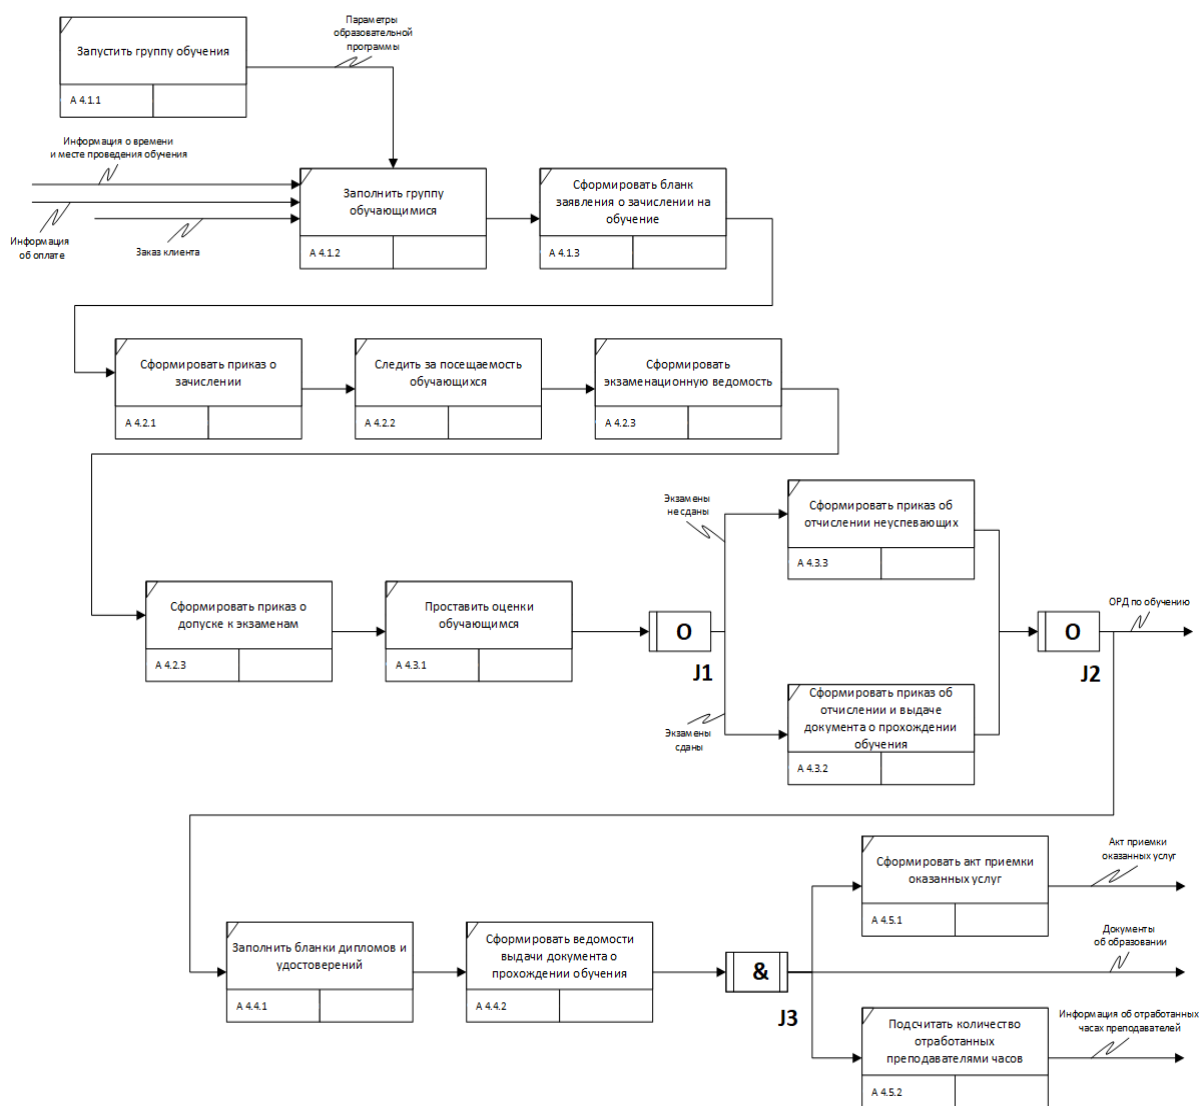 Параметры
образовательной
программы
Запустить группу обучения
А 4.1.1
Информация о времени
и месте проведения обучения
Информация
об оплате
Заказ клиента
Заполнить группу
обучающимися
А 4.1.2
Сформировать бланк
заявления о зачислении на
обучение
А 4.1.3
Сформировать приказ о
зачислении
А 4.2.1
Следить за посещаемость
обучающихся
А 4.2.2
Сформировать
экзаменационную ведомость
А 4.2.3
Сформировать приказ о
допуске к экзаменам
А 4.2.3
Проставить оценки
обучающимся
А 4.3.1
О
J1
Экзамены
не сданы
Экзамены
сданы
Сформировать приказ об
отчислении неуспевающих
А 4.3.3
Сформировать приказ об
отчислении и выдаче
документа о прохождении
обучения
А 4.3.2
О
J2
ОРД по обучению
Заполнить бланки дипломов и
удостоверений
А 4.4.1
Сформировать ведомости
выдачи документа о
прохождении обучения
А 4.4.2
&
J3
Сформировать акт приемки
оказанных услуг
А 4.5.1
Акт приемки
оказанных услуг
Документы
об образовании
Подсчитать количество
отработанных
преподавателями часов
А 4.5.2
Информация об отработанных
часах преподавателей